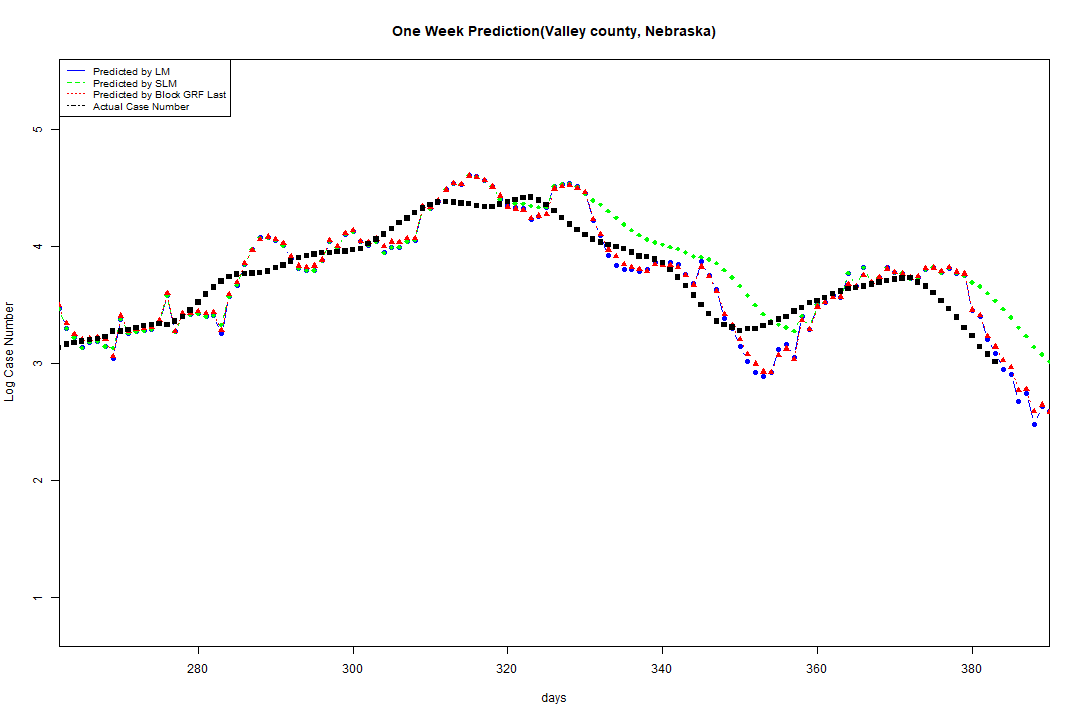 One Week Prediction(Valley county, Nebraska)
Predicted by LM
Predicted by SLM
Predicted by Block GRF Last
Actual Case Number
5
4
3
2
1
Log Case Number
280 300 320 340 360 380
days